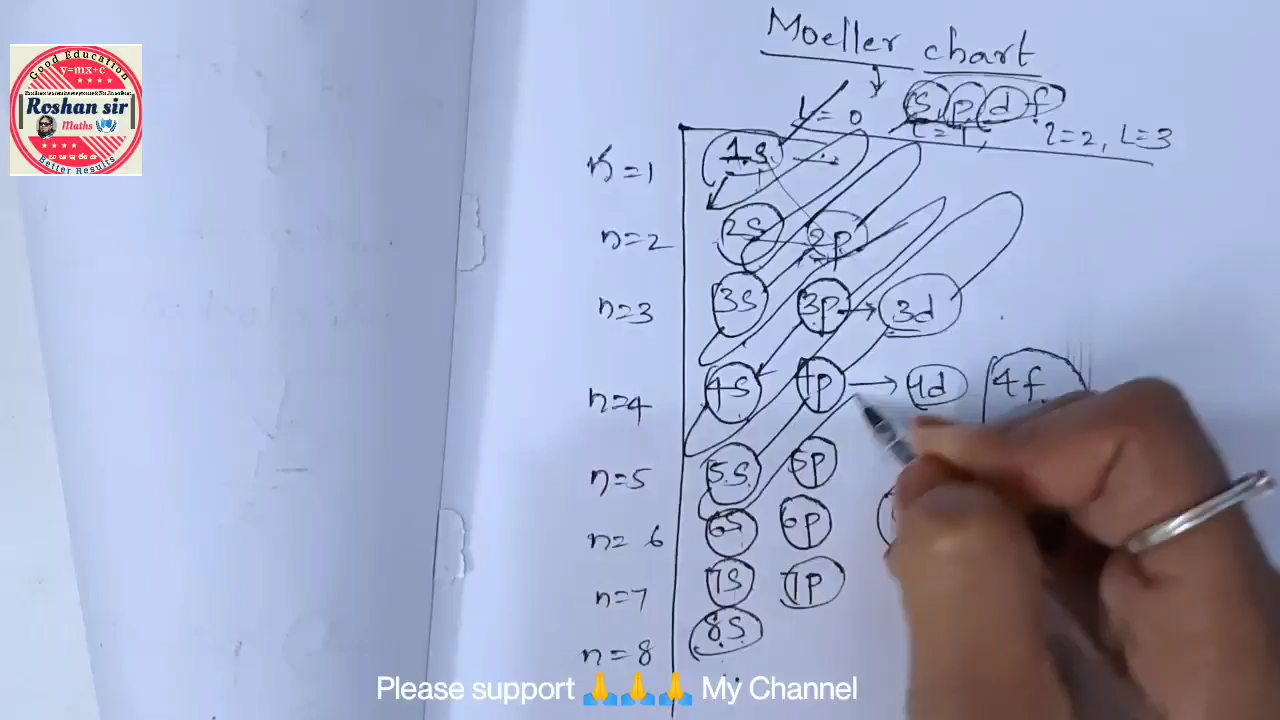 Good Education
y=mx+c
Roshan sir
Maths
Better Results
Moeller chart
s, p, d f
l = 0 l = 1, l=2, L=3
n=1 1s
n=2 2s 2p
n=3 3s 3p 3d
n=4 4s 4p 4d 4f
n=5 5s 5p
n= 6 6s 6p
n=7 7s 7p
n=8 8s
Please support 🙏🙏🙏 My Channel